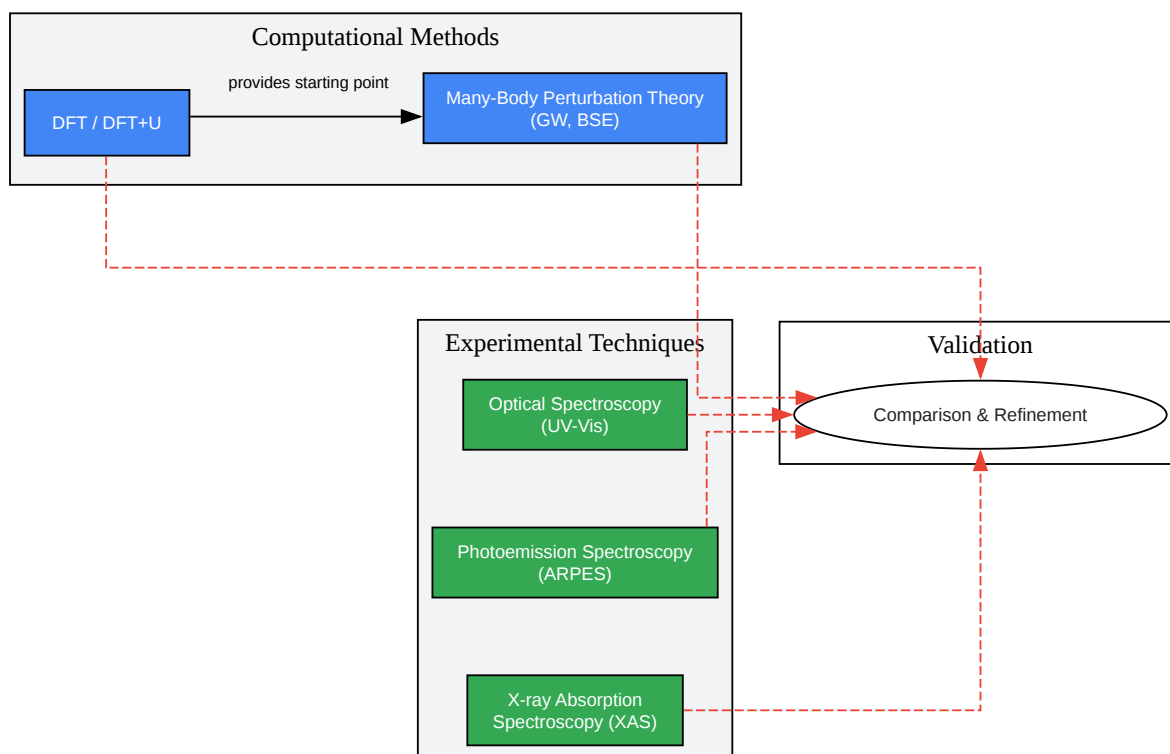 Computational Methods
provides starting point
DFT / DFT+U
Many-Body Perturbation Theory
(GW, BSE)
Experimental Techniques
Validation
Optical Spectroscopy
(UV-Vis)
Comparison & Refinement
Photoemission Spectroscopy
(ARPES)
X-ray Absorption
Spectroscopy (XAS)